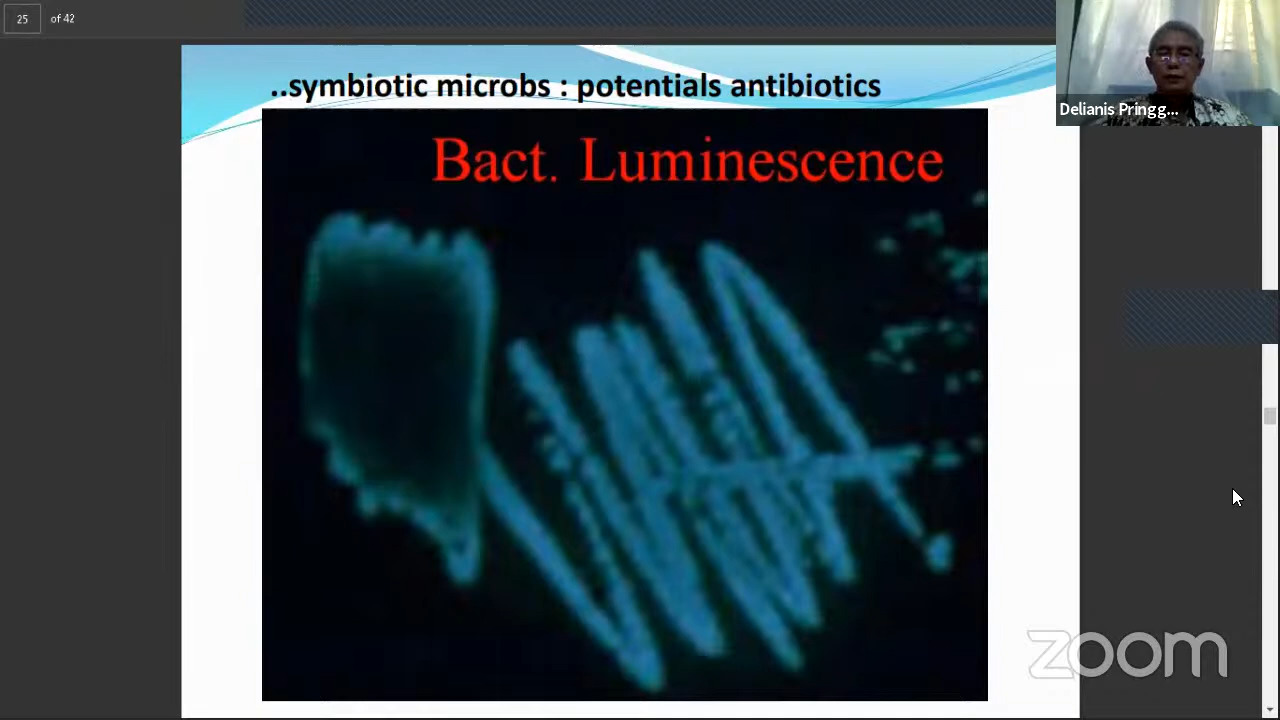 25 of 42
..symbiotic microbs : potentials antibiotics
Bact. Luminescence
Delianis Pringg...
zoom